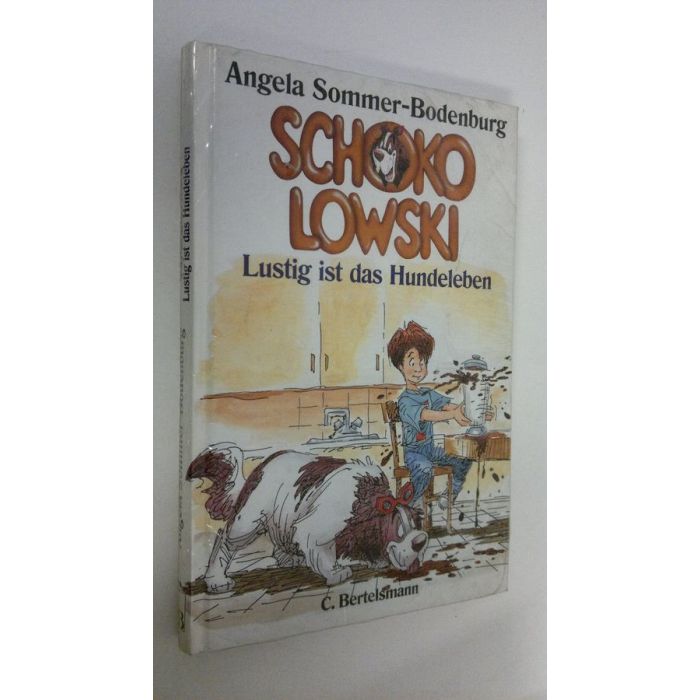 Angela Sommer-Bodenburg
SCHOKO
LOWSKI
Lustig ist das Hundeleben
C. Bertelsmann
Lustig ist das Hundeleben